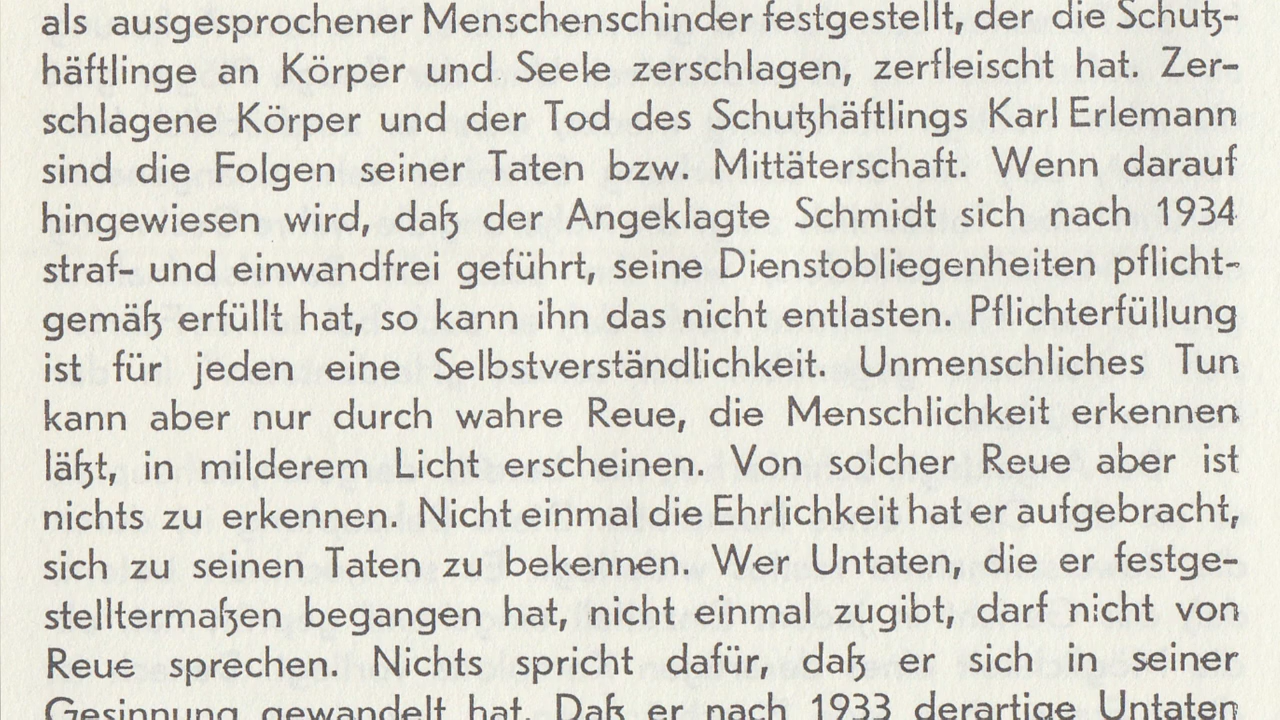 als ausgesprochener Menschenschinder festgestellt, der die Schutz-
häftlinge an Körper und Seele zerschlagen, zerfleischt hat. Zer-
schlagene Körper und der Tod des Schutzhäftlings Karl Erlemann
sind die Folgen seiner Taten bzw. Mittäterschaft. Wenn darauf
hingewiesen wird, daß der Angeklagte Schmidt sich nach 1934
straf- und einwandfrei geführt, seine Dienstobliegenheiten pflicht-
gemäß erfüllt hat, so kann ihn das nicht entlasten. Pflichterfüllung
ist für jeden eine Selbstverständlichkeit. Unmenschliches Tun
kann aber nur durch wahre Reue, die Menschlichkeit erkennen
läßt, in milderem Licht erscheinen. Von solcher Reue aber ist
nichts zu erkennen. Nicht einmal die Ehrlichkeit hat er aufgebracht,
sich zu seinen Taten zu bekennen. Wer Untaten, die er festge-
stelltermaßen begangen hat, nicht einmal zugibt, darf nicht von
Reue sprechen. Nichts spricht dafür, daß er sich in seiner
Gesinnung gewandelt hat. Daß er nach 1933 derartige Untaten